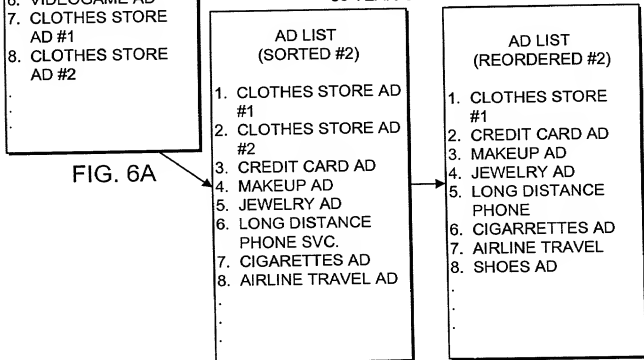 6. VIDEOGAME AD
7. CLOTHES STORE
AD #1
8. CLOTHES STORE
AD #2
.
.
.
FIG. 6A
AD LIST
(SORTED #2)
1. CLOTHES STORE AD
#1
2. CLOTHES STORE AD
#2
3. CREDIT CARD AD
4. MAKEUP AD
5. JEWELRY AD
6. LONG DISTANCE
PHONE SVC.
7. CIGARETTES AD
8. AIRLINE TRAVEL AD
.
.
.
AD LIST
(REORDERED #2)
1. CLOTHES STORE
#1
2. CREDIT CARD AD
3. MAKEUP AD
4. JEWELRY AD
5. LONG DISTANCE
PHONE
6. CIGARRETTES AD
7. AIRLINE TRAVEL
8. SHOES AD
.
.
.